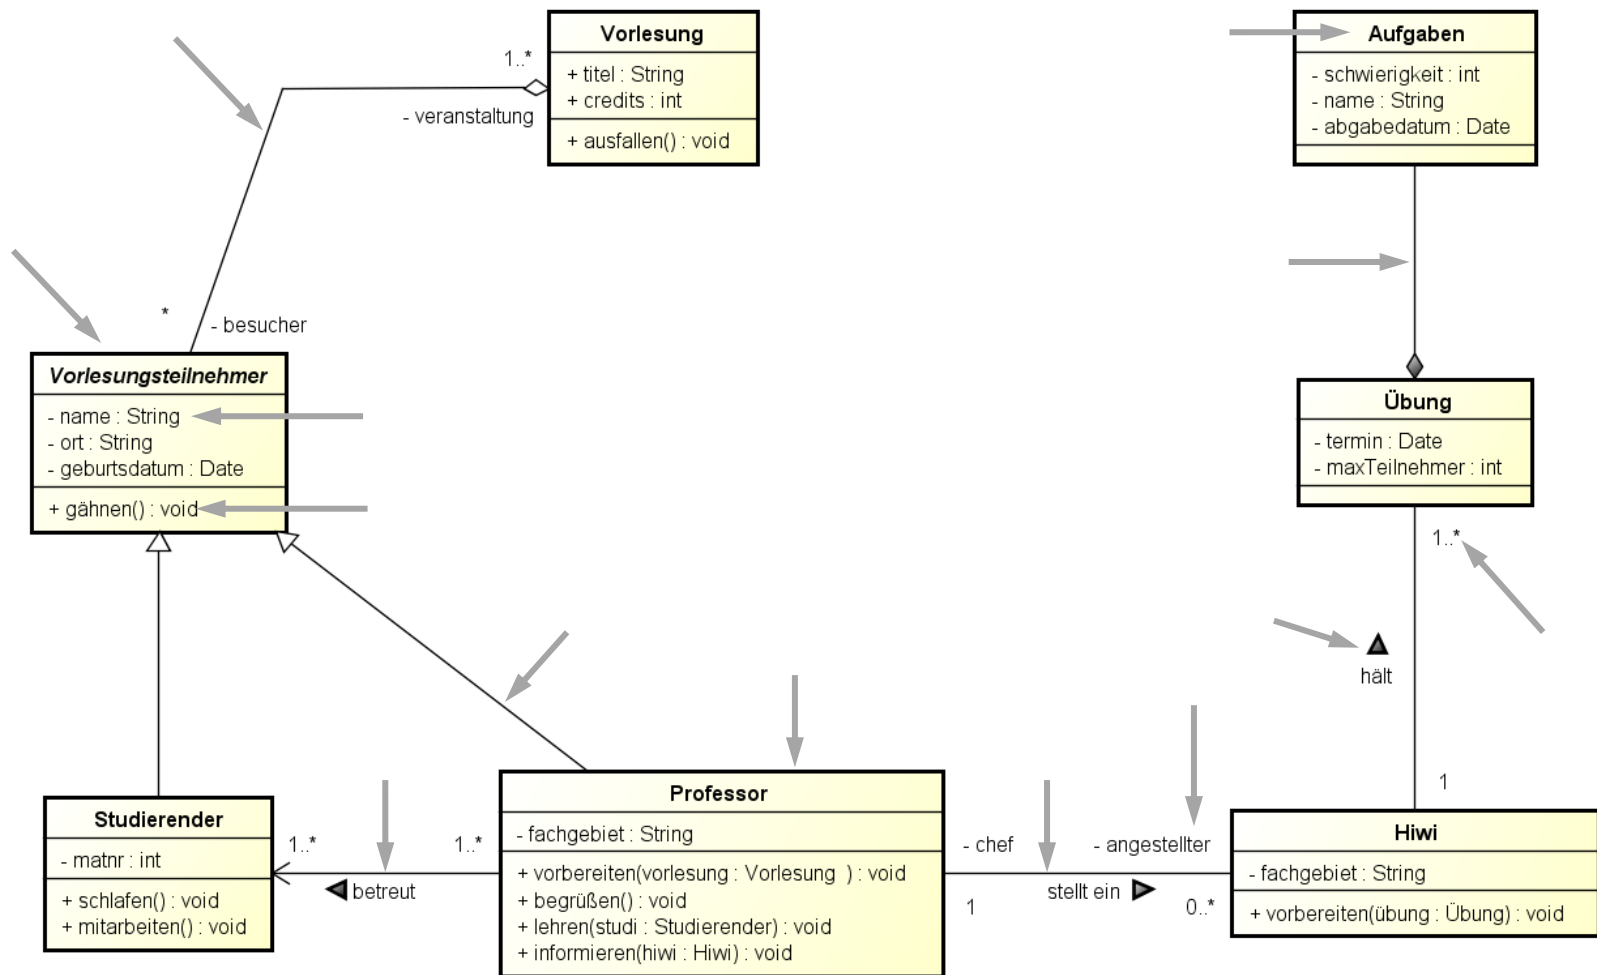 Vorlesung
+ titel : String
+ credits : int
+ ausfallen() : void
1..*
- veranstaltung
Aufgaben
- schwierigkeit : int
- name : String
- abgabedatum : Date
*
- besucher
Vorlesungsteilnehmer
- name : String
- ort : String
- geburtsdatum : Date
+ gähnen() : void
Übung
- termin : Date
- maxTeilnehmer : int
1..*
hält
1
Studierender
- matnr : int
+ schlafen() : void
+ mitarbeiten() : void
1..*
betreut
1..*
Professor
- fachgebiet : String
+ vorbereiten(vorlesung : Vorlesung ) : void
+ begrüßen() : void
+ lehren(studi : Studierender) : void
+ informieren(hiwi : Hiwi) : void
- chef
1
stellt ein
- angestellter
0..*
Hiwi
- fachgebiet : String
+ vorbereiten(übung : Übung) : void